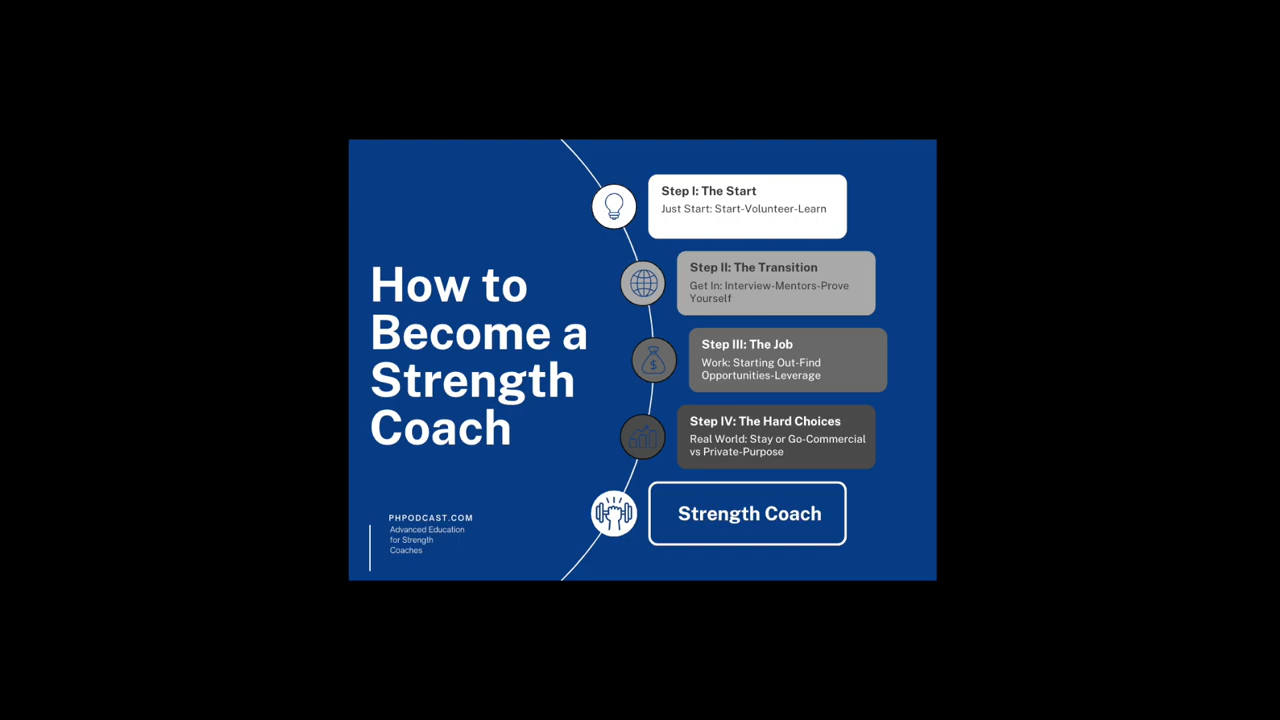 How to
Become a
Strength
Coach
PHPODCAST.COM
Advanced Education
for Strength
Coaches
Step I: The Start
Just Start: Start-Volunteer-Learn
Step II: The Transition
Get In: Interview-Mentors-Prove
Yourself
Step III: The Job
Work: Starting Out-Find
Opportunities-Leverage
Step IV: The Hard Choices
Real World: Stay or Go-Commercial
vs Private-Purpose
Strength Coach